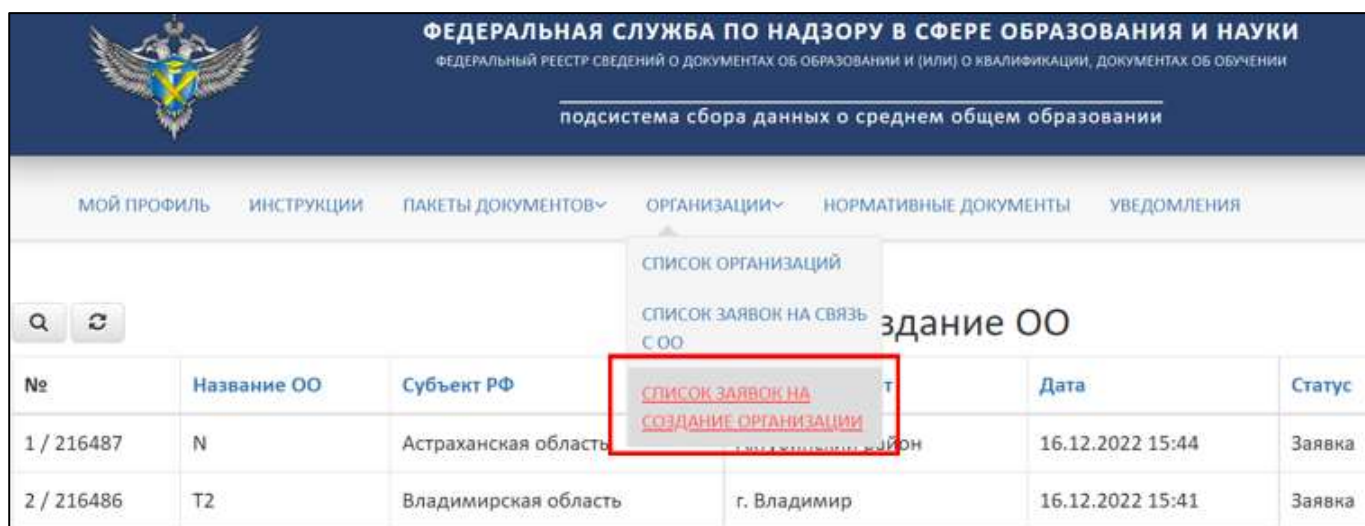 ФЕДЕРАЛЬНАЯ СЛУЖБА ПО НАДЗОРУ В СФЕРЕ ОБРАЗОВАНИЯ И НАУКИ
ФЕДЕРАЛЬНЫЙ РЕЕСТР СВЕДЕНИЙ О ДОКУМЕНТАХ ОБ ОБРАЗОВАНИИ И (ИЛИ) О КВАЛИФИКАЦИИ, ДОКУМЕНТАХ ОБ ОБУЧЕНИИ
подсистема сбора данных о среднем общем образовании
МОЙ ПРОФИЛЬ ИНСТРУКЦИИ ПАКЕТЫ ДОКУМЕНТОВ ОРГАНИЗАЦИИ НОРМАТИВНЫЕ ДОКУМЕНТЫ УВЕДОМЛЕНИЯ
СПИСОК ОРГАНИЗАЦИЙ
СПИСОК ЗАЯВОК НА СВЯЗЬ
С ОО
здание ОО
СПИСОК ЗАЯВОК НА
СОЗДАНИЕ ОРГАНИЗАЦИИ
№ Название ОО Субъект РФ т Дата Статус
1 / 216487 N Астраханская область район 16.12.2022 15:44 Заявка
2 / 216486 T2 Владимирская область г. Владимир 16.12.2022 15:41 Заявка